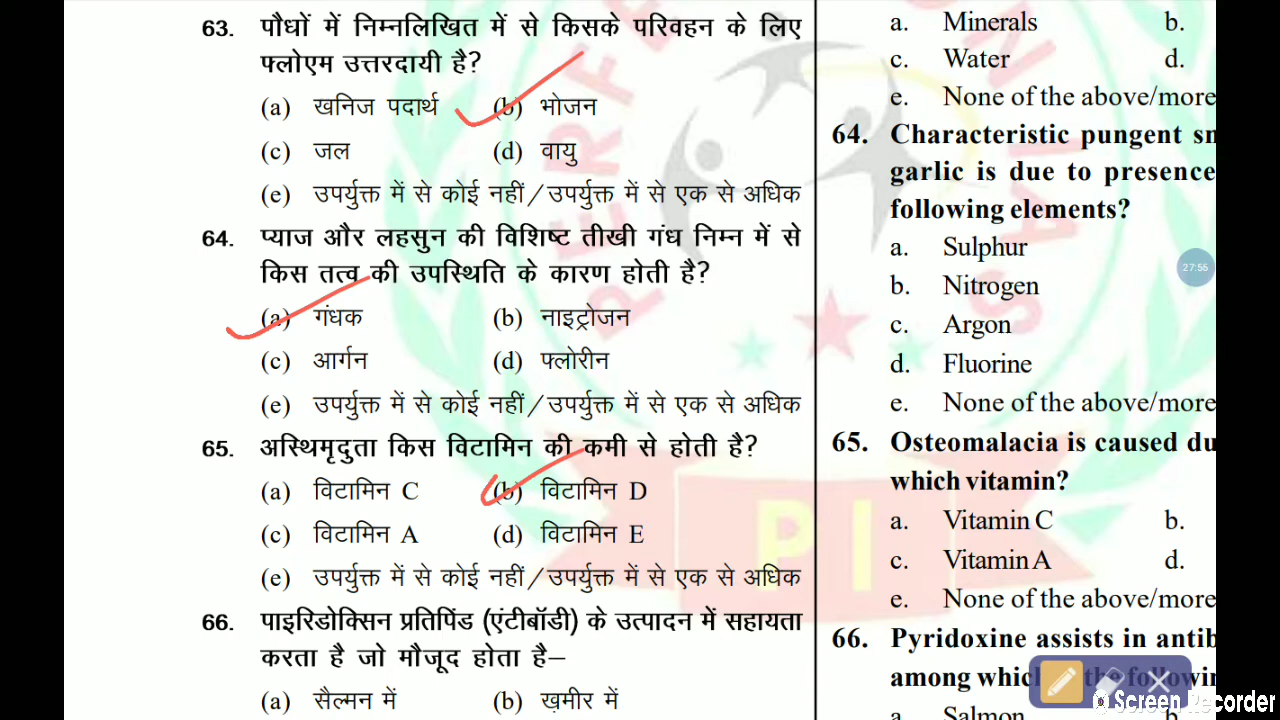 63. पौधों में निम्नलिखित में से किसके परिवहन के लिए
फ्लोएम उत्तरदायी है?
(a) खनिज पदार्थ (b) भोजन
(c) जल (d) वायु
(e) उपर्युक्त में से कोई नहीं/उपर्युक्त में से एक से अधिक
64. प्याज और लहसुन की विशिष्ट तीखी गंध निम्न में से
किस तत्व की उपस्थिति के कारण होती है?
(a) गंधक (b) नाइट्रोजन
(c) आर्गन (d) फ्लोरीन
(e) उपर्युक्त में से कोई नहीं/उपर्युक्त में से एक से अधिक
65. अस्थिमृदुता किस विटामिन की कमी से होती है?
(a) विटामिन C (b) विटामिन D
(c) विटामिन A (d) विटामिन E
(e) उपर्युक्त में से कोई नहीं/उपर्युक्त में से एक से अधिक
66. पाइरिडोक्सिन प्रतिपिंड (एंटीबॉडी) के उत्पादन में सहायता
करता है जो मौजूद होता है–
(a) सैल्मन में (b) ख़मीर में
a. Minerals b.
c. Water d.
e. None of the above/more
64. Characteristic pungent
garlic is due to presence
following elements?
a. Sulphur
b. Nitrogen
c. Argon
d. Fluorine
e. None of the above/more
65. Osteomalacia is caused
which vitamin?
a. Vitamin C b.
c. Vitamin A d.
e. None of the above/more
66. Pyridoxine assists in
among the
a. Salmon b.
27:56
PI
Screen Recorder